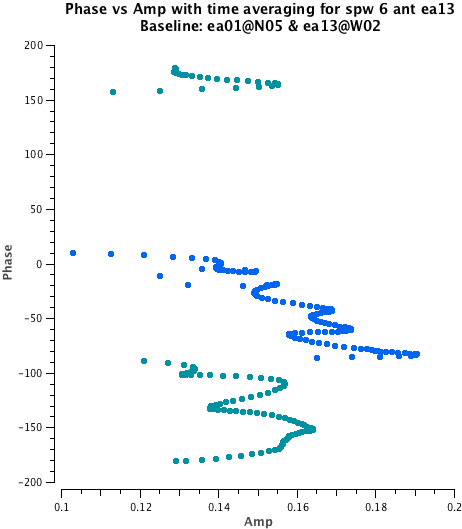 Phase vs Amp with time averaging for spw 6 ant ea13
Baseline: ea01@N05 & ea13@W02
200
150
100
50
0
-50
-100
-150
-200
Phase
0.1 0.12 0.14 0.16 0.18 0.2
Amp